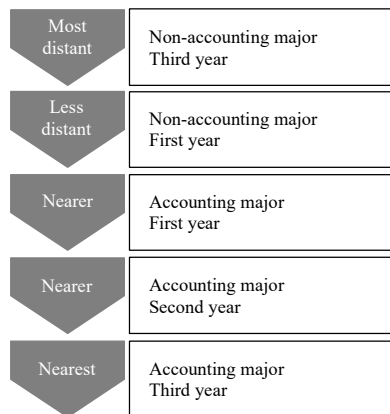 Most
distant
Non-accounting major
Third year
Less
distant
Non-accounting major
First year
Nearer
Accounting major
First year
Nearer
Accounting major
Second year
Nearest
Accounting major
Third year